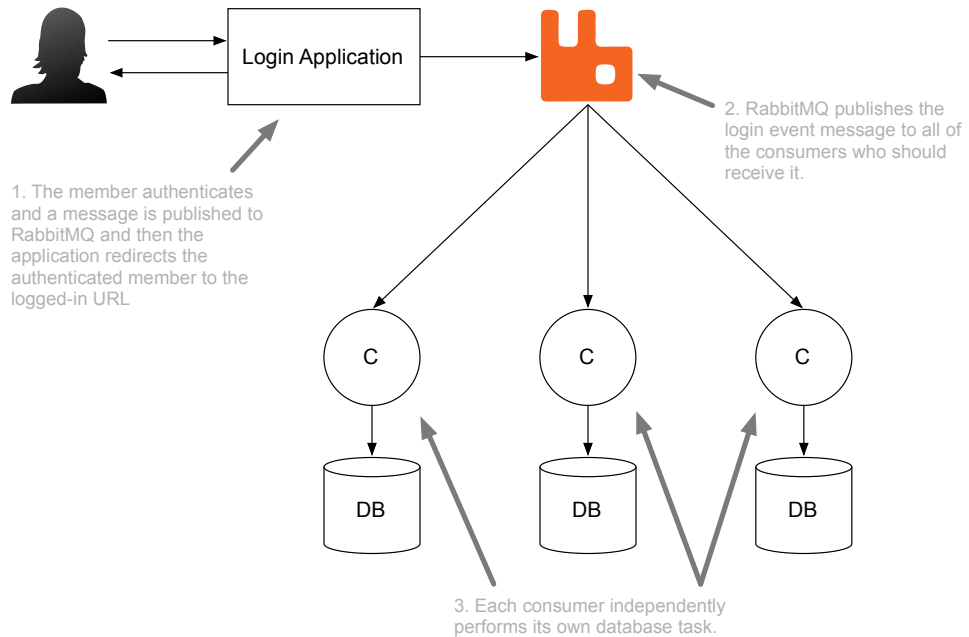 Login Application
2. RabbitMQ publishes the
login event message to all of
the consumers who should
receive it.
1. The member authenticates
and a message is published to
RabbitMQ and then the
application redirects the
authenticated member to the
logged-in URL
C
C
C
DB
DB
DB
3. Each consumer independently
performs its own database task.